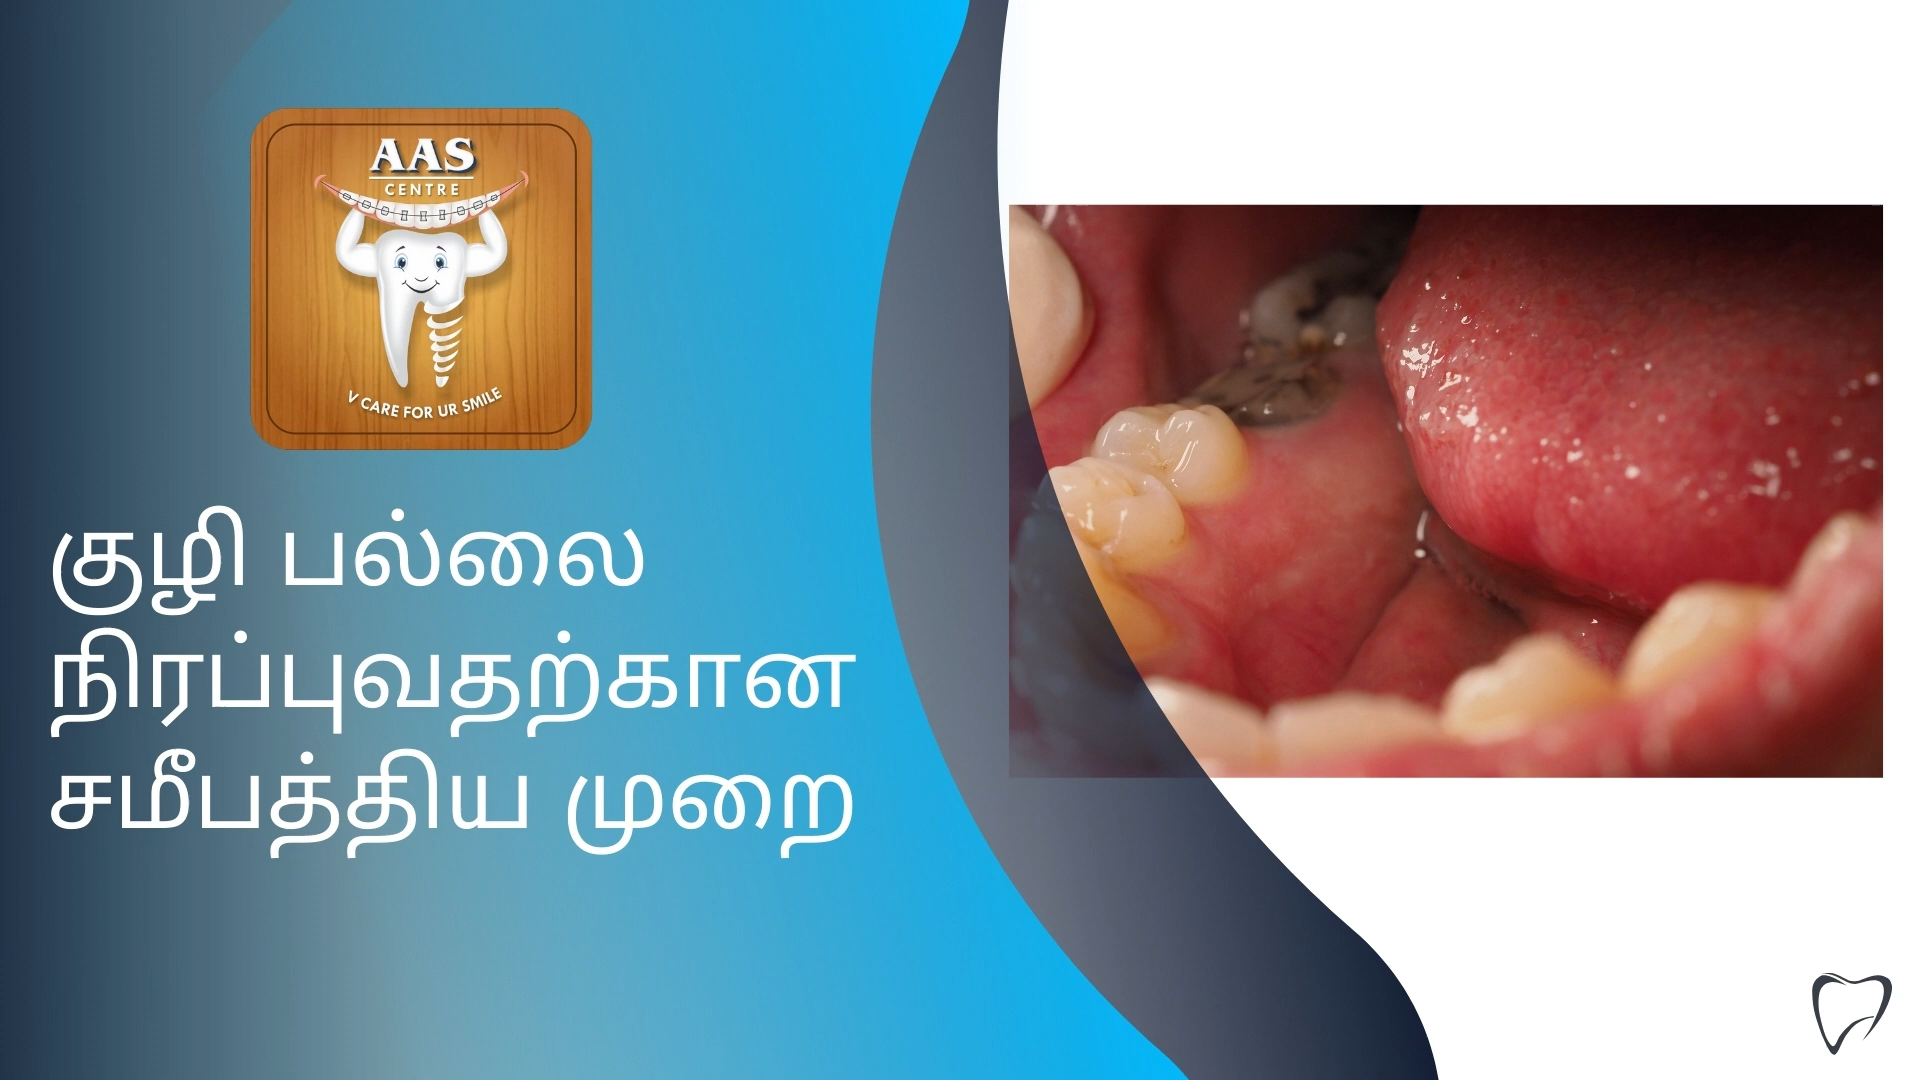 AAS
CENTRE
V CARE FOR UR SMILE
குழி பல்லை
நிரப்புவதற்கான
சமீபத்திய முறை